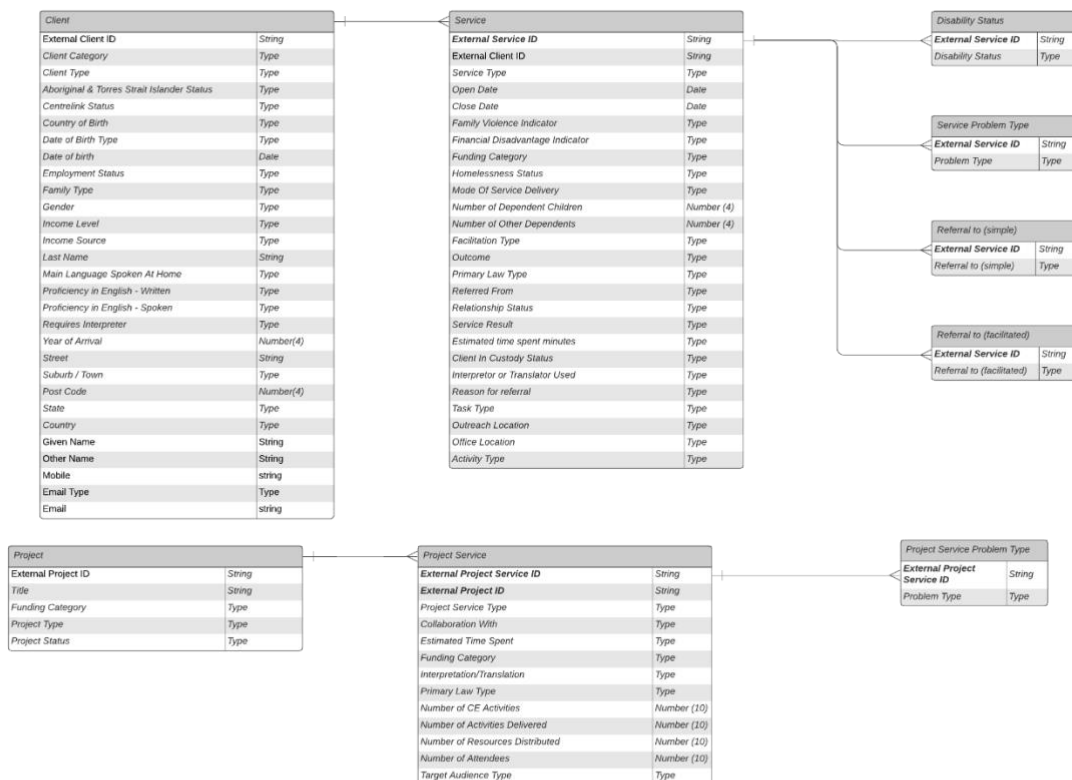 Client
External Client ID String
Client Category Type
Client Type Type
Aboriginal & Torres Strait Islander Status Type
Centrelink Status Type
Country of Birth Type
Date of Birth Type Type
Date of birth Date
Employment Status Type
Family Type Type
Gender Type
Income Level Type
Income Source Type
Last Name String
Main Language Spoken At Home Type
Proficiency in English - Written Type
Proficiency in English - Spoken Type
Requires Interpreter Type
Year of Arrival Number(4)
Street String
Suburb / Town Type
Post Code Number(4)
State Type
Country Type
Given Name String
Other Name String
Mobile string
Email Type Type
Email string
Service
External Service ID String
External Client ID String
Service Type Type
Open Date Date
Close Date Date
Family Violence Indicator Type
Financial Disadvantage Indicator Type
Funding Category Type
Homelessness Status Type
Mode Of Service Delivery Type
Number of Dependent Children Number (4)
Number of Other Dependents Number (4)
Facilitation Type Type
Outcome Type
Primary Law Type Type
Referred From Type
Relationship Status Type
Service Result Type
Estimated time spent minutes Type
Client In Custody Status Type
Interpretor or Translator Used Type
Reason for referral Type
Task Type Type
Outreach Location Type
Office Location Type
Activity Type Type
Disability Status
External Service ID String
Disability Status Type
Service Problem Type
External Service ID String
Problem Type Type
Referral to (simple)
External Service ID String
Referral to (simple) Type
Referral to (facilitated)
External Service ID String
Referral to (facilitated) Type
Project
External Project ID String
Title String
Funding Category Type
Project Type Type
Project Status Type
Project Service
External Project Service ID String
External Project ID String
Project Service Type Type
Collaboration With Type
Estimated Time Spent Type
Funding Category Type
Interpretation/Translation Type
Primary Law Type Type
Number of CE Activities Number (10)
Number of Activities Delivered Number (10)
Number of Resources Distributed Number (10)
Number of Attendees Number (10)
Target Audience Type Type
Project Service Problem Type
External Project
Service ID String
Problem Type Type